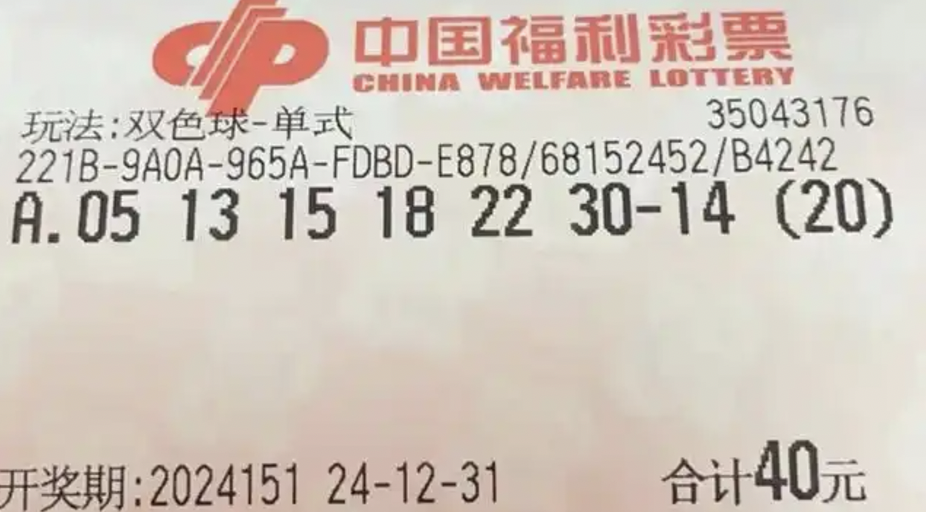 中国福利彩票
CHINA WELFARE LOTTERY
玩法:双色球-单式 35043176
221B-9A0A-965A-FDBD-E878/68152452/B4242
A.05 13 15 18 22 30-14 (20)
开奖期:2024151 24-12-31 合计40元